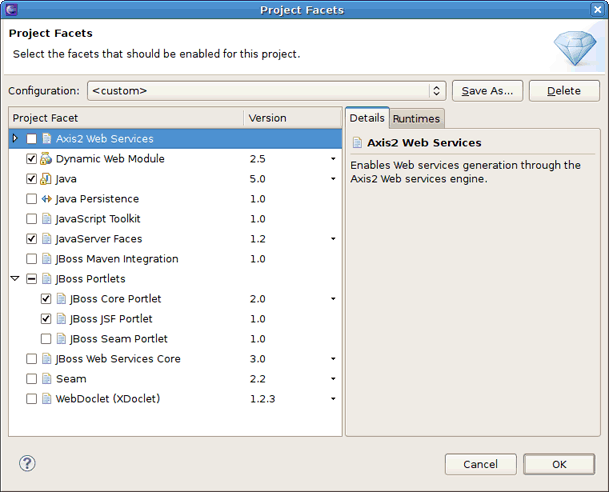 Project Facets
Project Facets
Select the facets that should be enabled for this project.
Configuration: <custom> Save As... Delete
Project Facet Version
Axis2 Web Services
Dynamic Web Module 2.5
Java 5.0
Java Persistence 1.0
JavaScript Toolkit 1.0
JavaServer Faces 1.2
JBoss Maven Integration 1.0
JBoss Portlets
JBoss Core Portlet 2.0
JBoss JSF Portlet 1.0
JBoss Seam Portlet 1.0
JBoss Web Services Core 3.0
Seam 2.2
WebDoclet (XDoclet) 1.2.3
Details Runtimes
Axis2 Web Services
Enables Web services generation through the
Axis2 Web services engine.
?
Cancel OK